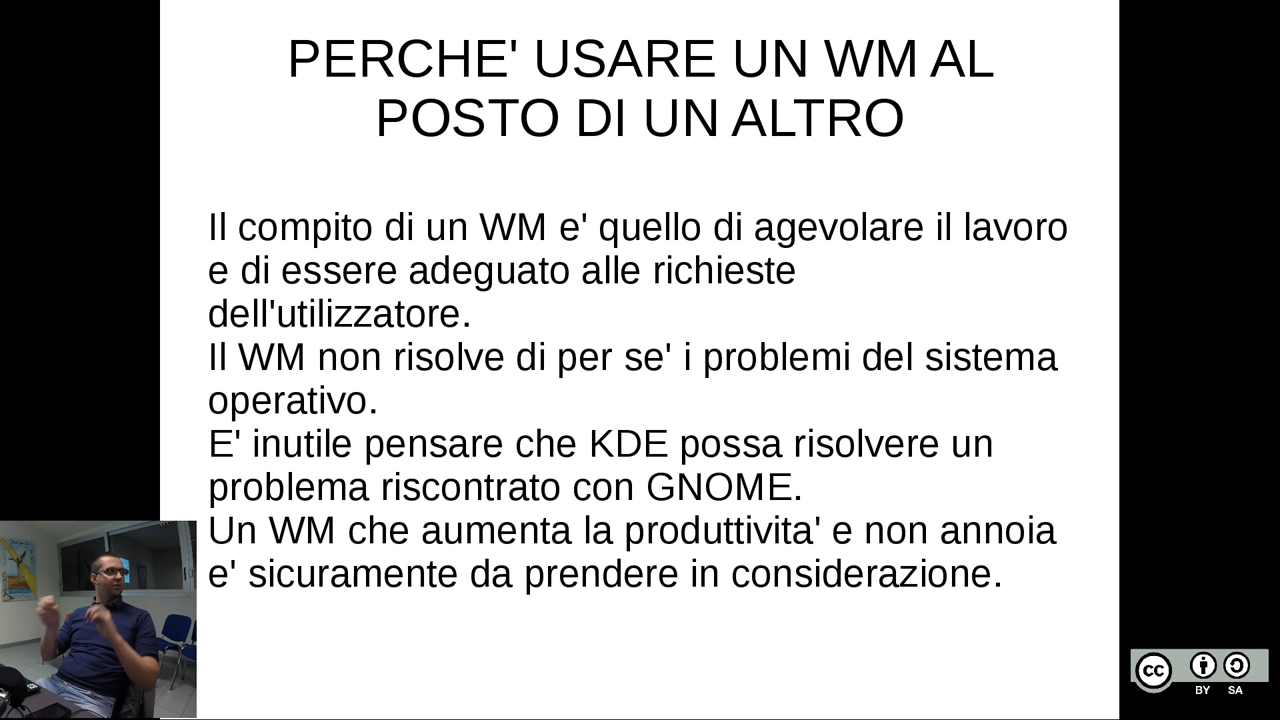 PERCHE' USARE UN WM AL
POSTO DI UN ALTRO
Il compito di un WM e' quello di agevolare il lavoro
e di essere adeguato alle richieste
dell'utilizzatore.
Il WM non risolve di per se' i problemi del sistema
operativo.
E' inutile pensare che KDE possa risolvere un
problema riscontrato con GNOME.
Un WM che aumenta la produttivita' e non annoia
e' sicuramente da prendere in considerazione.
cc
BY SA